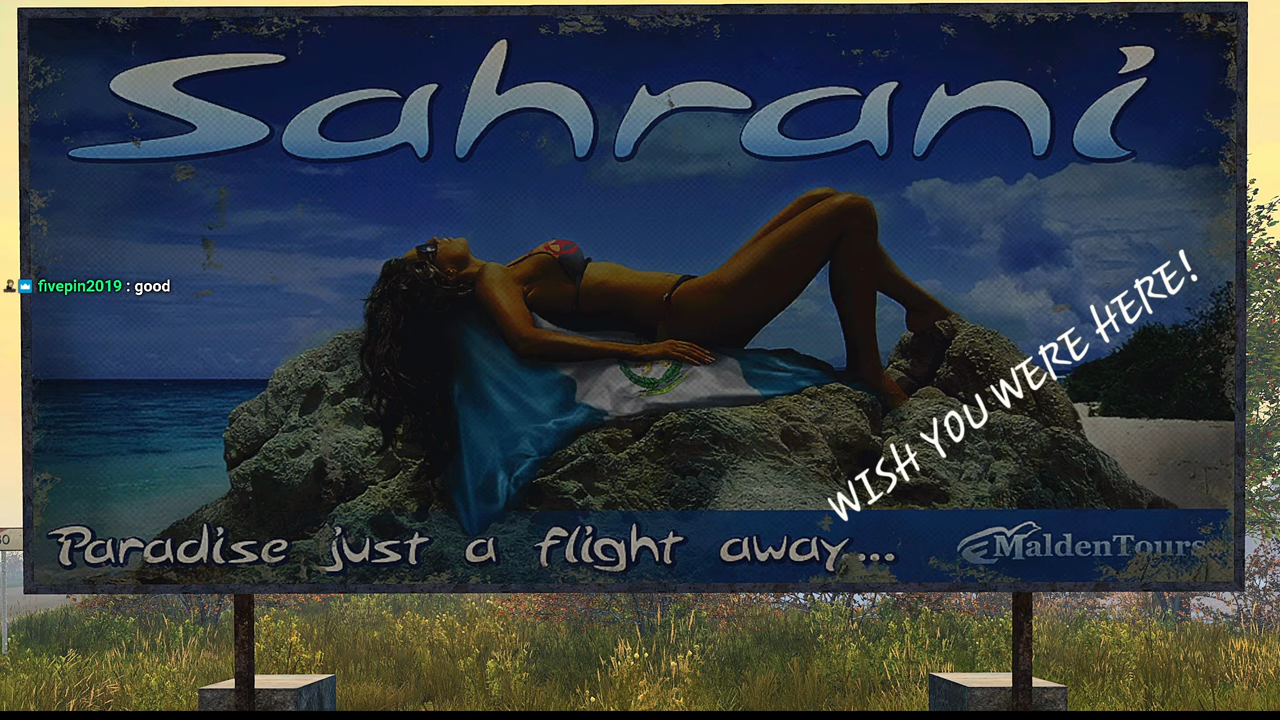 Sahrani
fivepin2019 : good
WISH YOU WERE HERE!
Paradise just a flight away...
MaldenTours